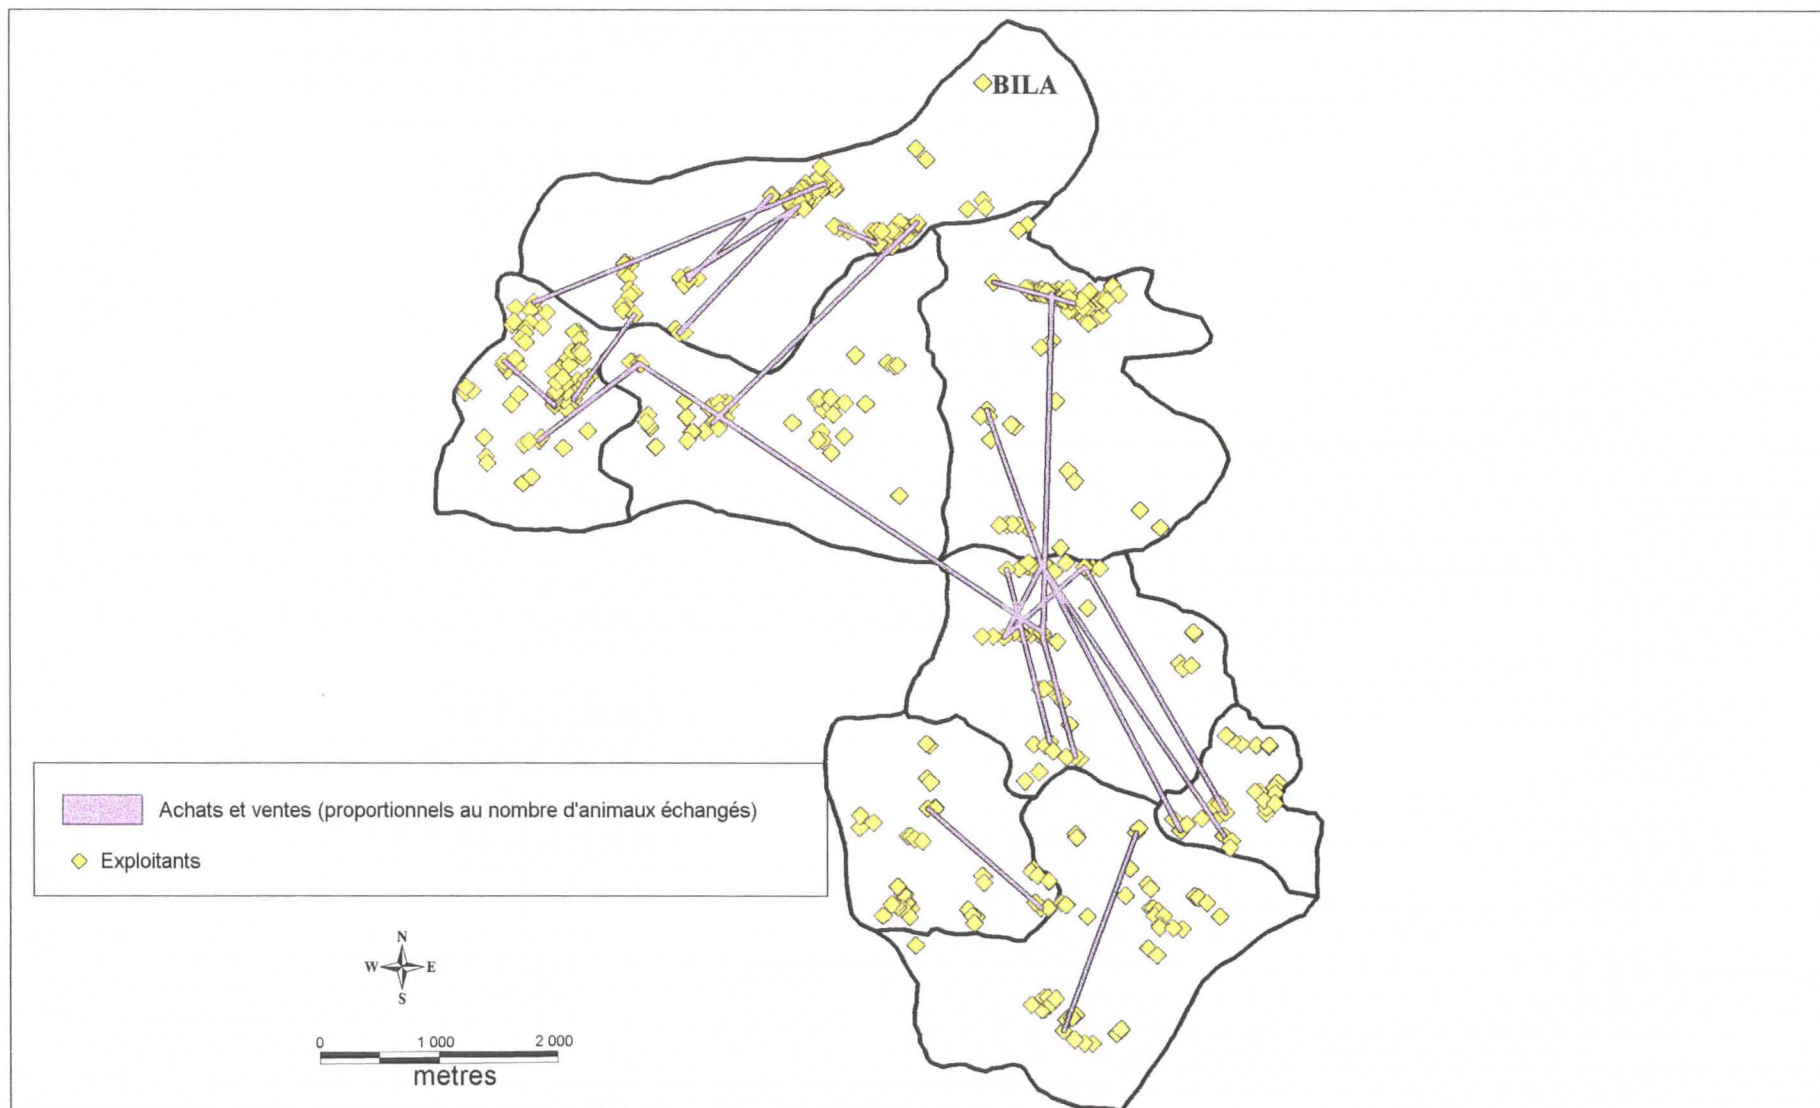 BILA
Achats et ventes (proportionnels au nombre d'animaux échangés)
Exploitants
N
W E
S
0 1 000 2 000
metres